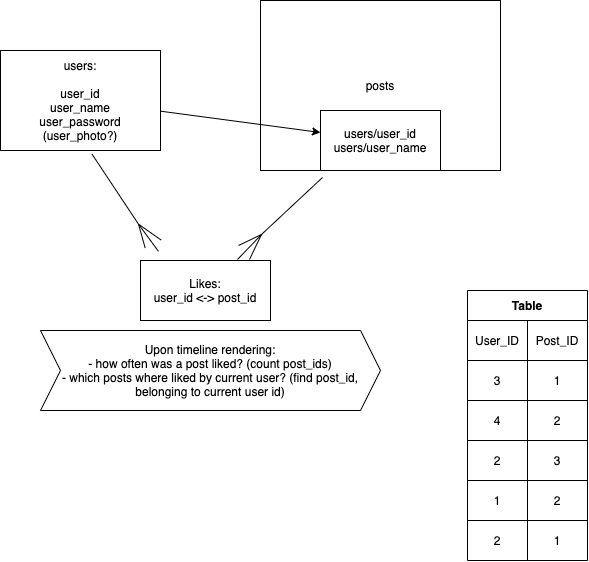 users:
user_id
user_name
user_password
(user_photo?)
posts
users/user_id
users/user_name
Likes:
user_id <-> post_id
Upon timeline rendering:
- how often was a post liked? (count post_ids)
- which posts where liked by current user? (find post_id,
belonging to current user id)
Table
User_ID Post_ID
3 1
4 2
2 3
1 2
2 1